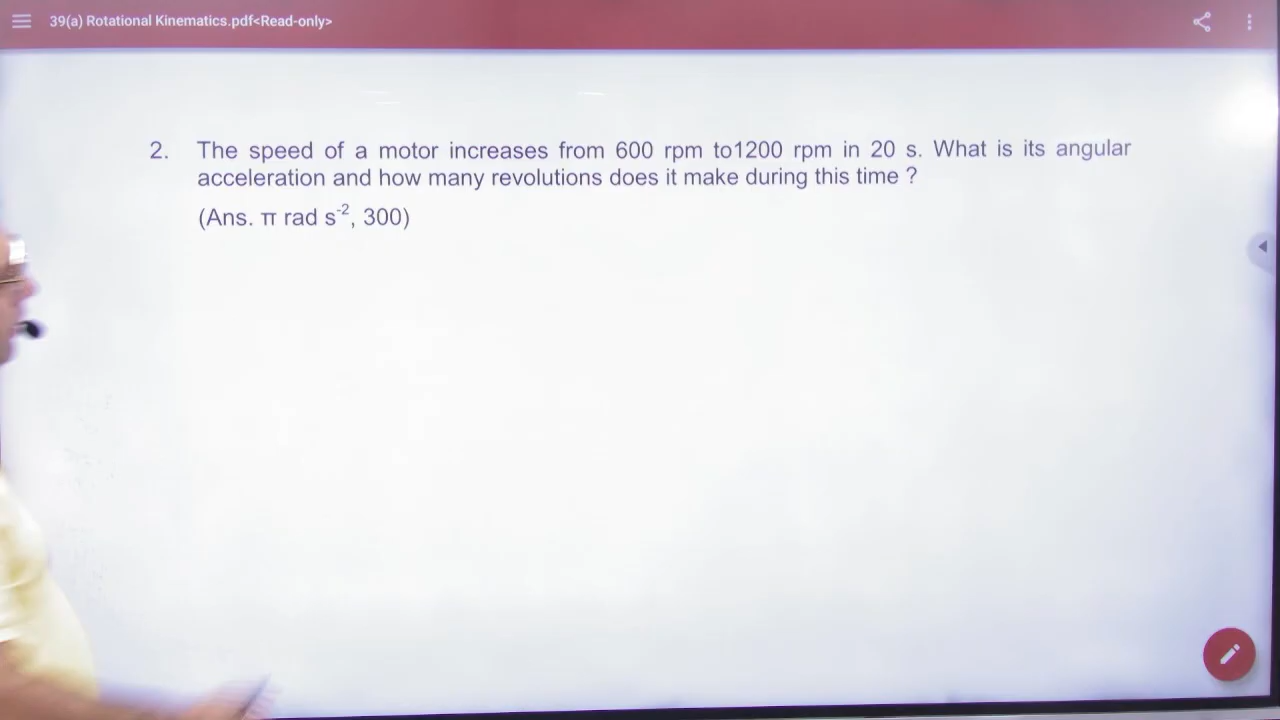 39(a) Rotational Kinematics.pdf<Read-only>
2. The speed of a motor increases from 600 rpm to1200 rpm in 20 s. What is its angular
acceleration and how many revolutions does it make during this time ?
(Ans. π rad s⁻², 300)